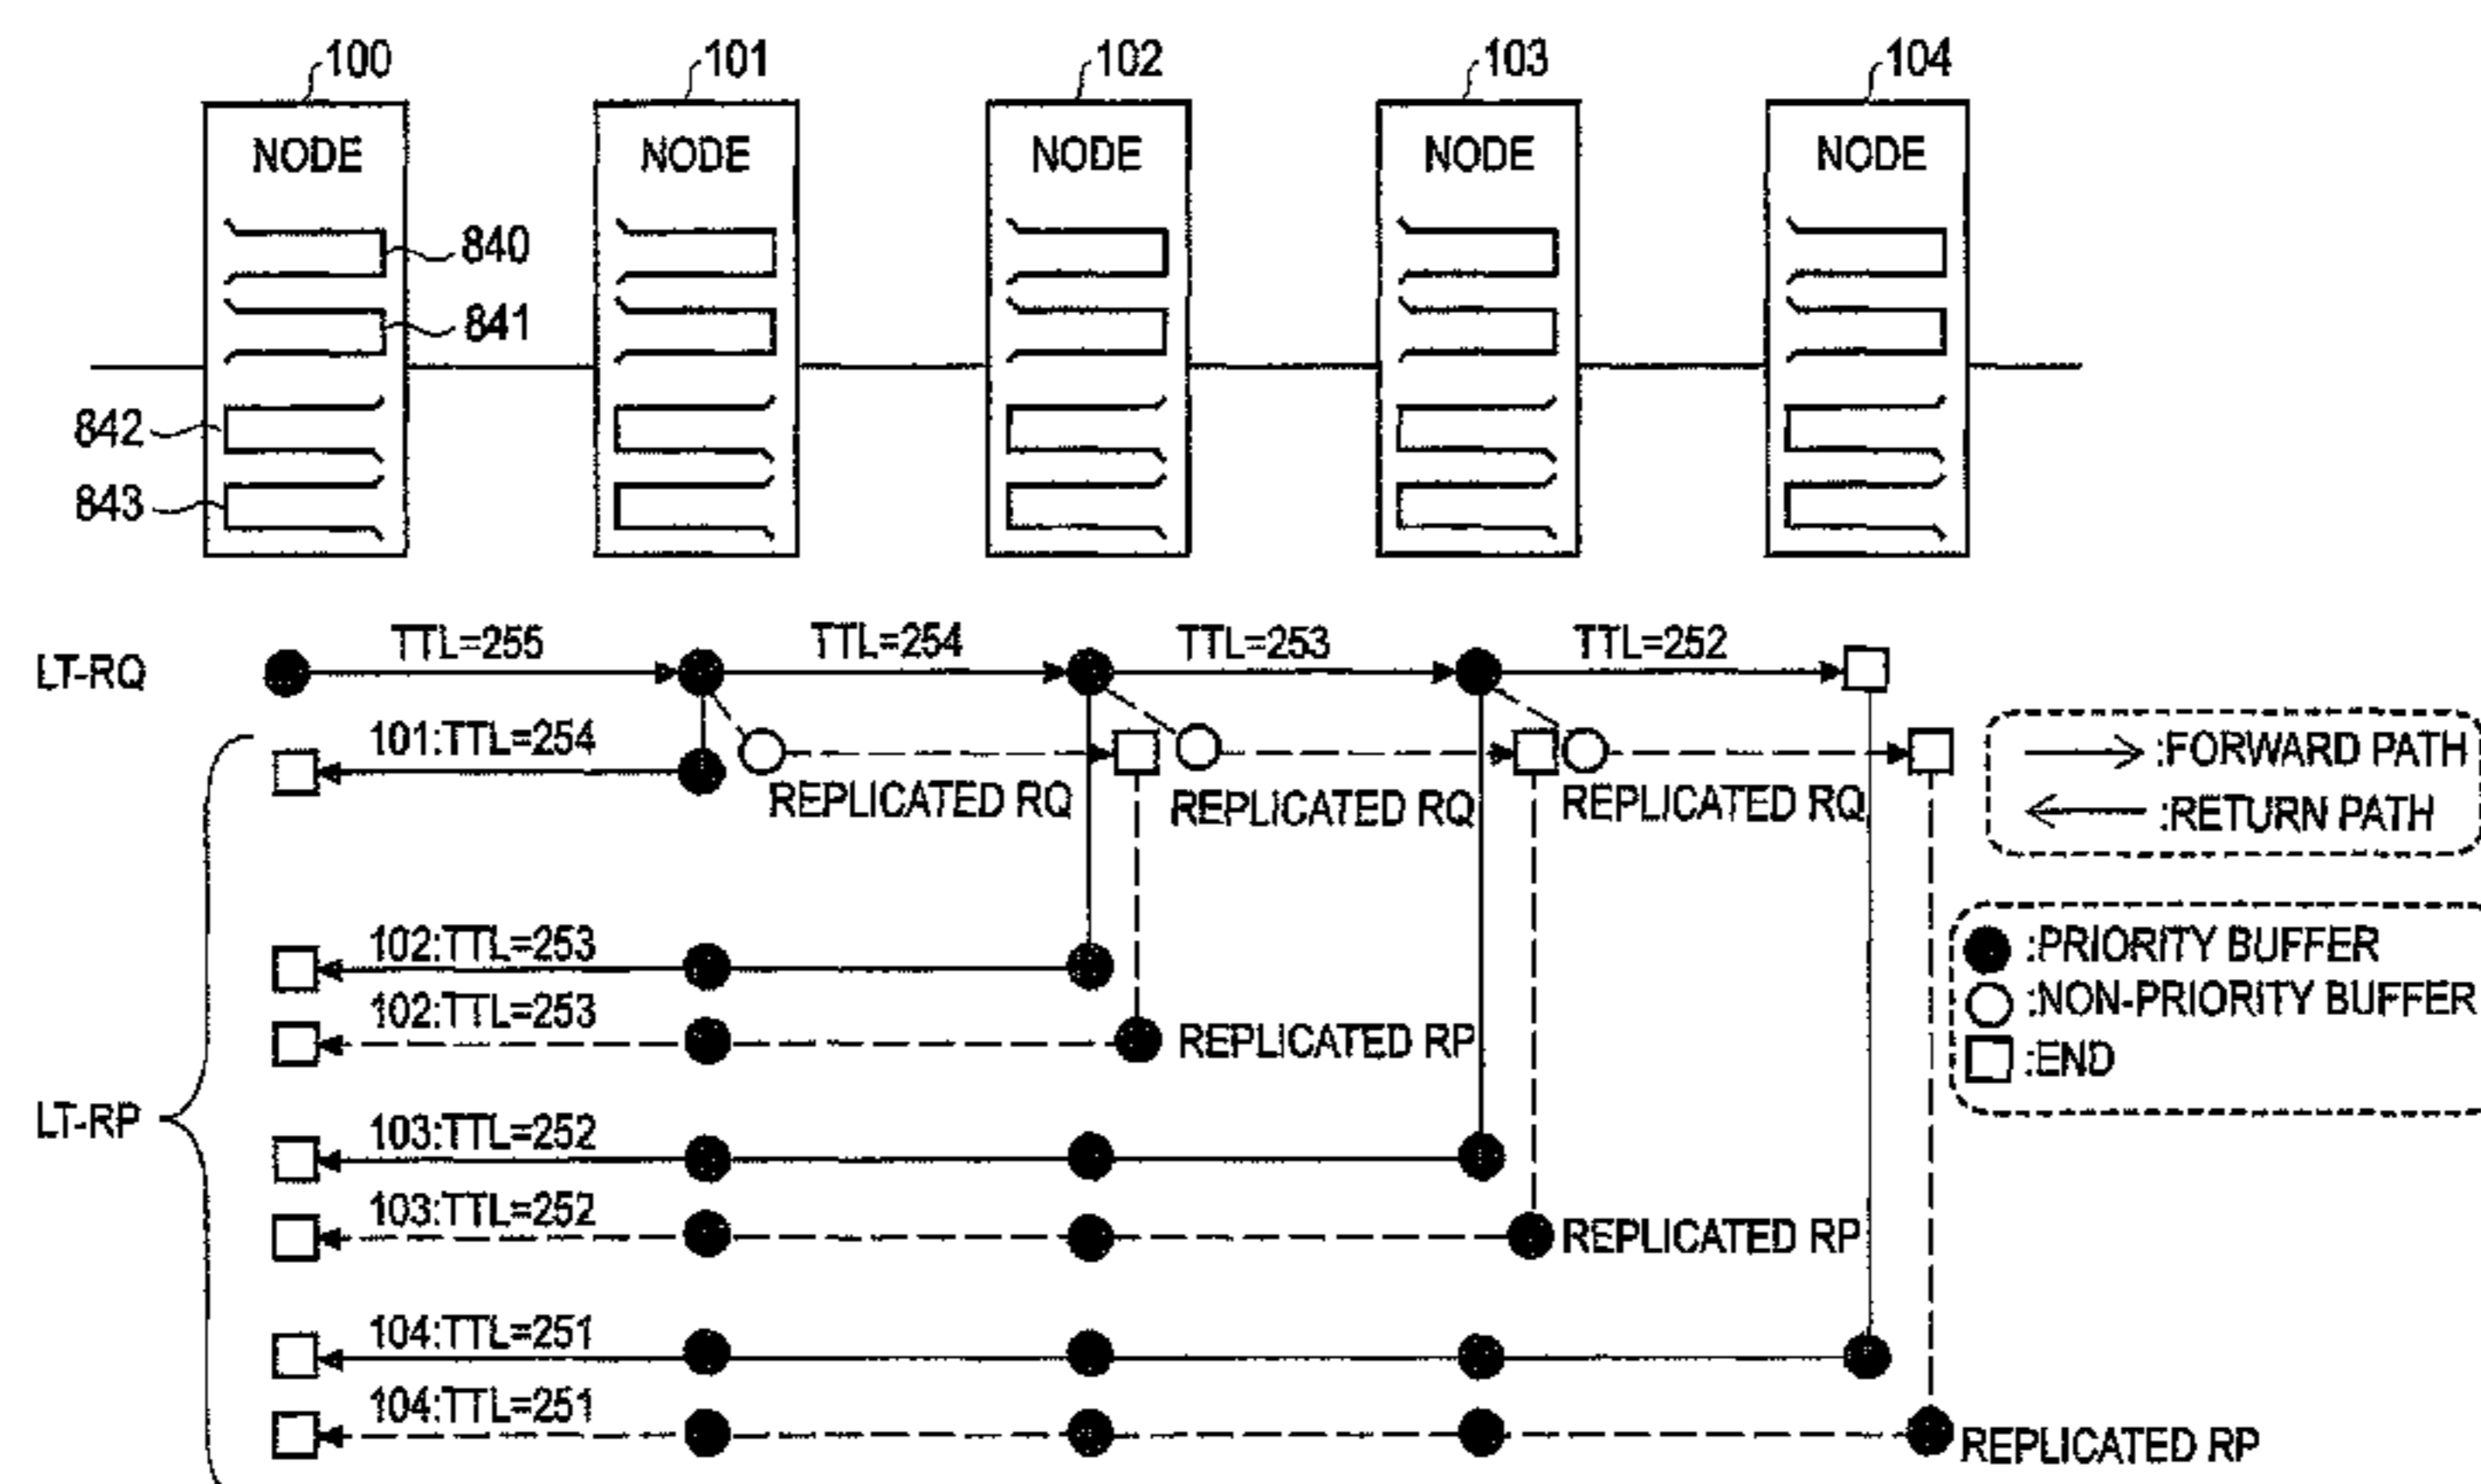 100 101 102 103 104
NODE NODE NODE NODE NODE
840
841
842
843
LT-RQ TTL=255 TTL=254 TTL=253 TTL=252
101:TTL=254
REPLICATED RQ REPLICATED RQ REPLICATED RQ
:FORWARD PATH
:RETURN PATH
102:TTL=253
102:TTL=253
REPLICATED RP
:PRIORITY BUFFER
:NON-PRIORITY BUFFER
:END
LT-RP
103:TTL=252
103:TTL=252
REPLICATED RP
104:TTL=251
104:TTL=251
REPLICATED RP